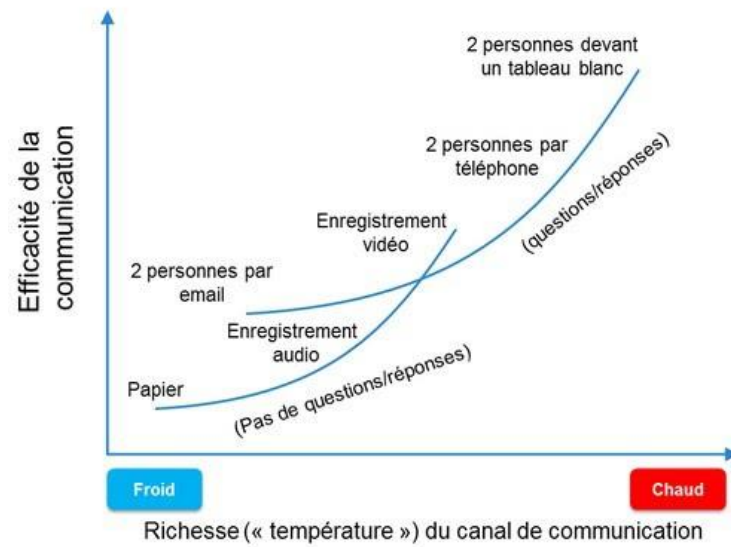 2 personnes devant
un tableau blanc
Efficacité de la
communication
2 personnes par
téléphone
(questions/réponses)
Enregistrement
vidéo
2 personnes par
email
Enregistrement
audio
Papier
(Pas de questions/réponses)
Froid
Chaud
Richesse (« température ») du canal de communication